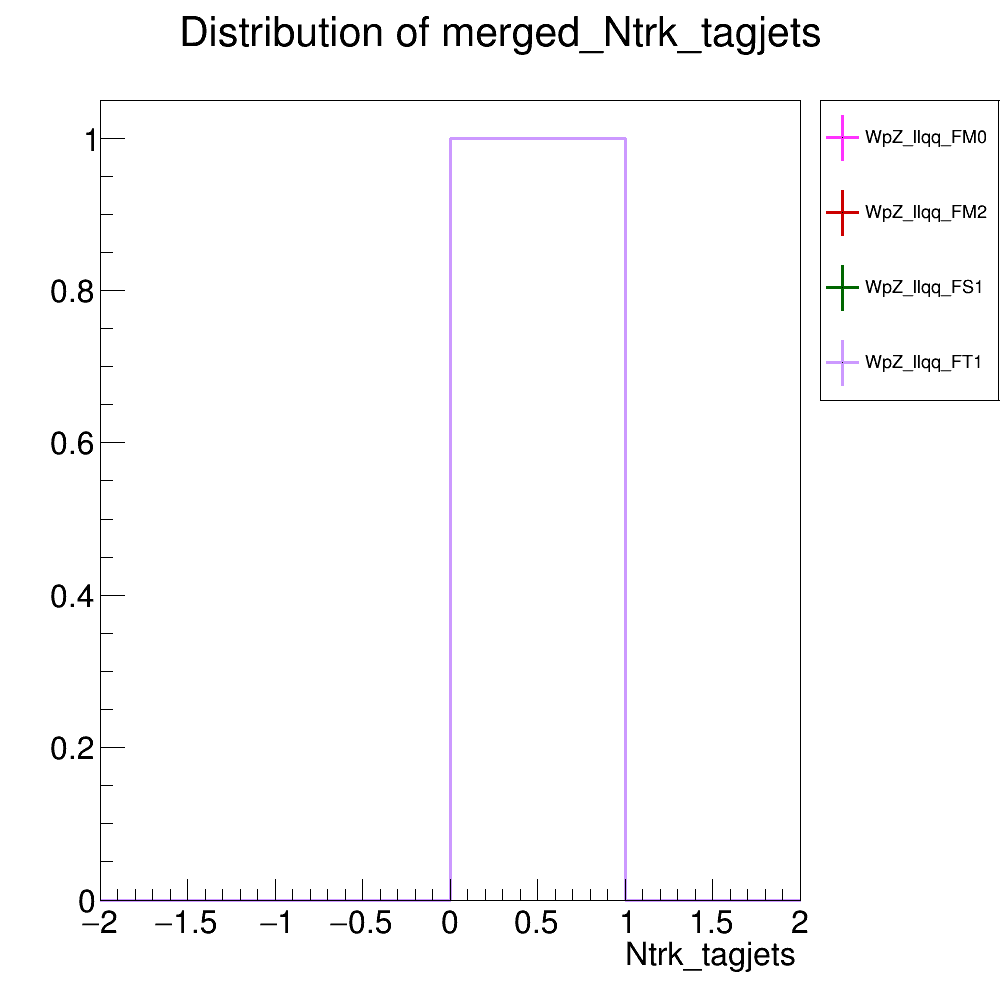 Distribution of merged_Ntrk_tagjets
WpZ_llqq_FM0
WpZ_llqq_FM2
WpZ_llqq_FS1
WpZ_llqq_FT1
1
0.8
0.6
0.4
0.2
0
−2 −1.5 −1 −0.5 0 0.5 1 1.5 2
Ntrk_tagjets